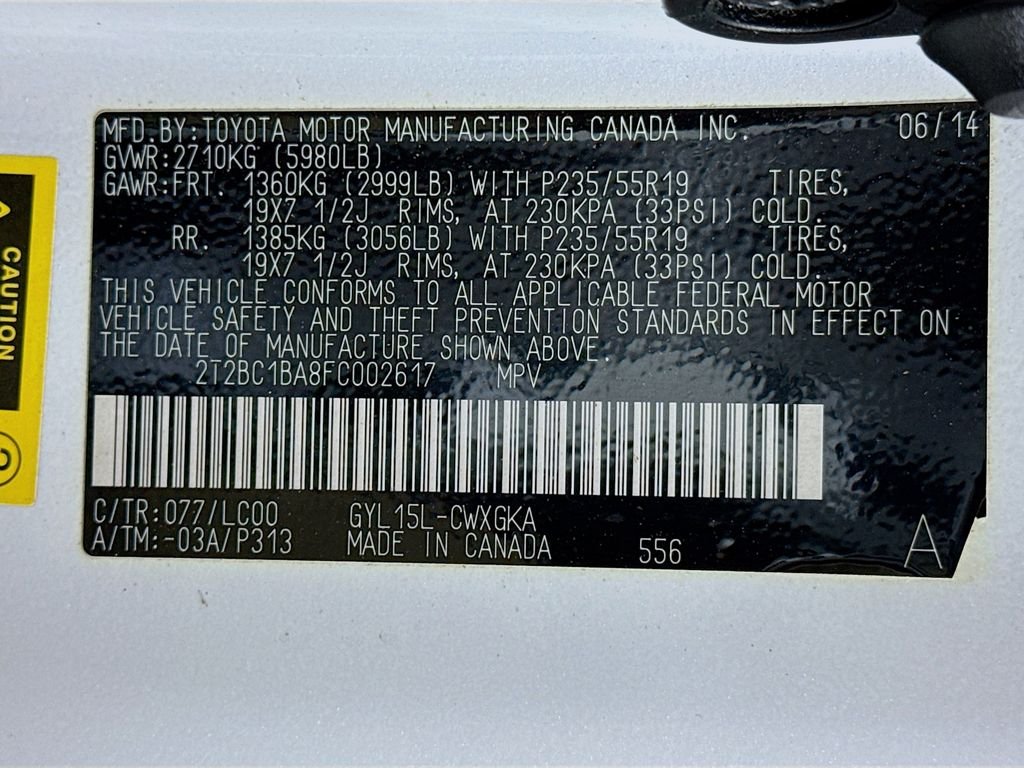 MFD.BY:TOYOTA MOTOR MANUFACTURING CANADA INC. 06/14
GVWR:2710KG (5980LB)
GAWR:FRT. 1360KG (2999LB) WITH P235/55R19 TIRES,
19X7 1/2J RIMS, AT 230KPA (33PSI) COLD.
RR. 1385KG (3056LB) WITH P235/55R19 TIRES,
19X7 1/2J RIMS, AT 230KPA (33PSI) COLD.
THIS VEHICLE CONFORMS TO ALL APPLICABLE FEDERAL MOTOR
VEHICLE SAFETY AND THEFT PREVENTION STANDARDS IN EFFECT ON
THE DATE OF MANUFACTURE SHOWN ABOVE.
2T2BC1BA8FC002617 MPV
C/TR:077/LC00 GYL15L-CWXGKA
A/TM:-03A/P313 MADE IN CANADA 556 A
CAUTION